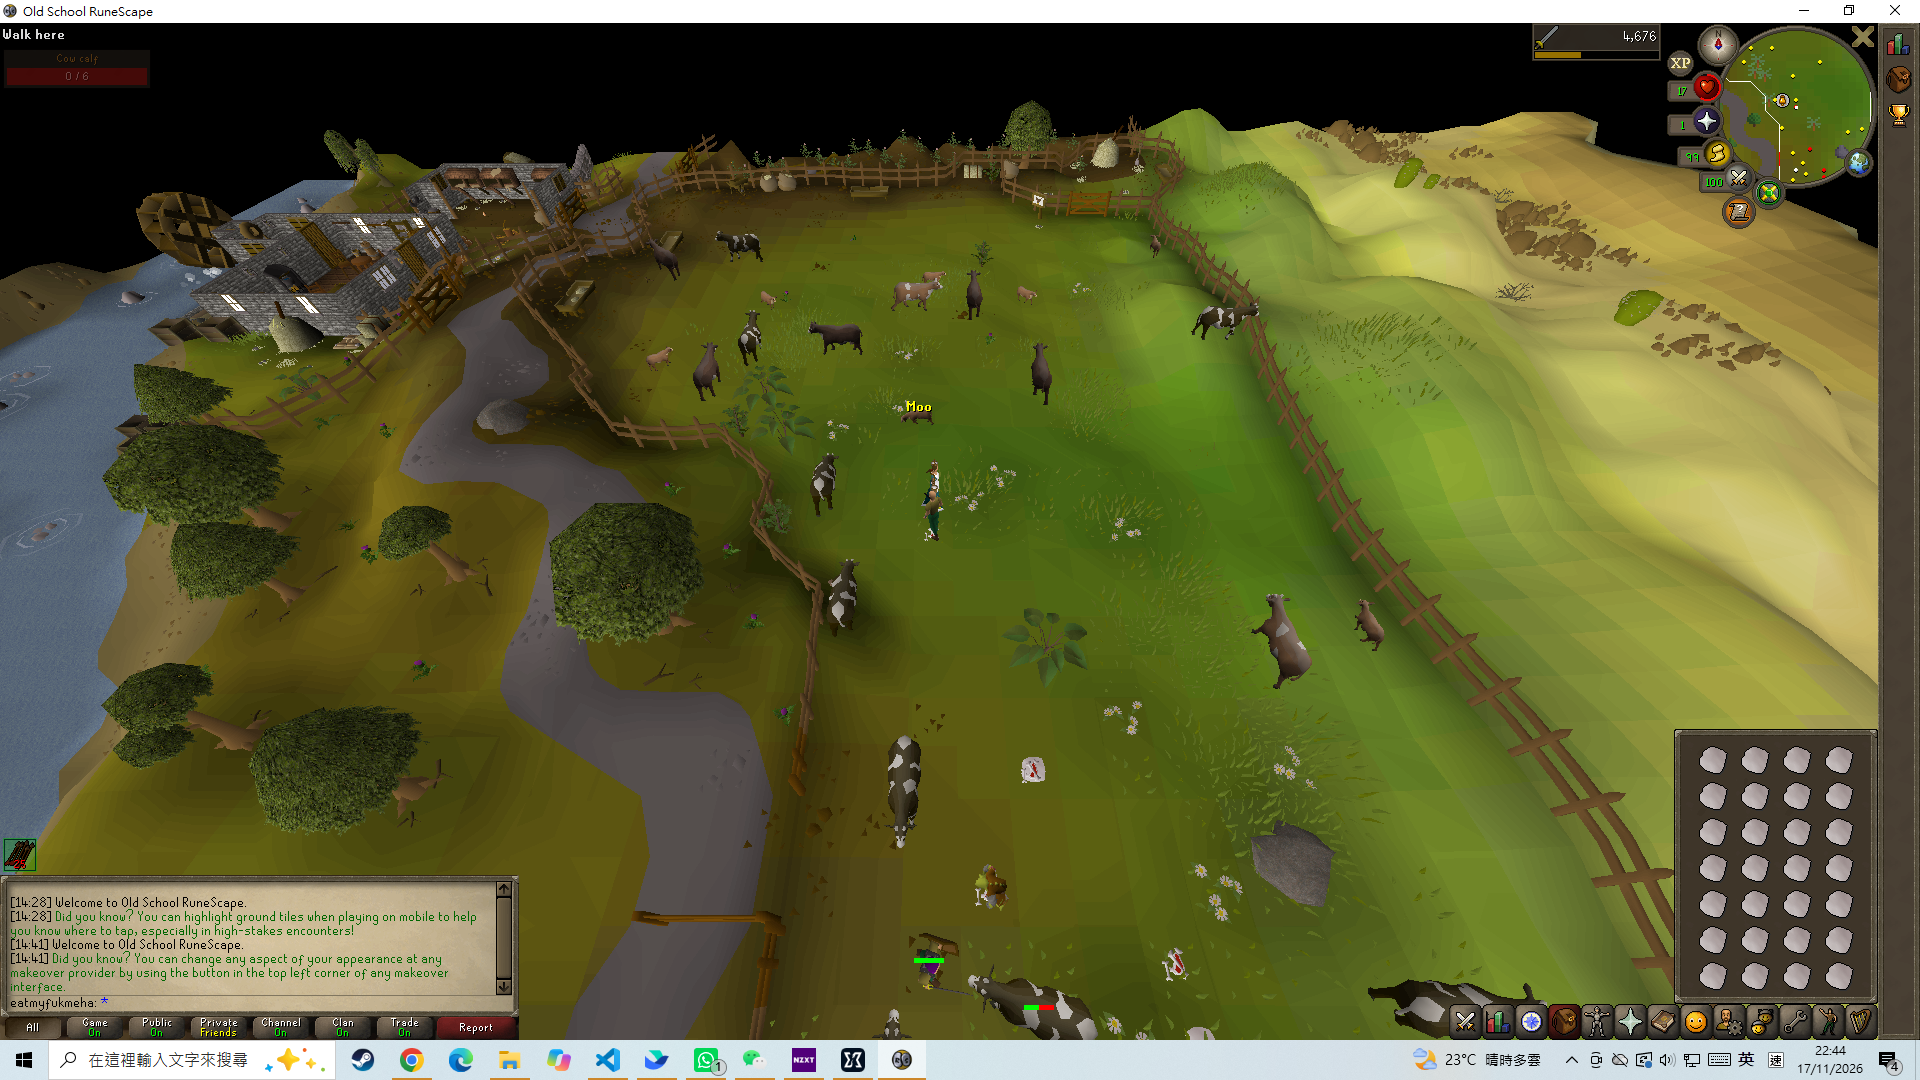 Old School RuneScape
Walk here
Cow calf
0 / 6
4,676
N
XP
17
1
99
100
Moo
[14:28] Welcome to Old School RuneScape.
[14:28] Did you know? You can highlight ground tiles when playing on mobile to help
you know where to tap, especially in high-stakes encounters!
[14:41] Welcome to Old School RuneScape.
[14:41] Did you know? You can change any aspect of your appearance at any
makeover provider by using the button in the top left corner of any makeover
interface.
eatmyfukmeha: *
All
Game
On
Public
On
Private
Friends
Channel
On
Clan
On
Trade
On
Report
在這裡輸入文字來搜尋
1
NZXT
23°C 晴時多雲
英
速
22:44
17/11/2026
4